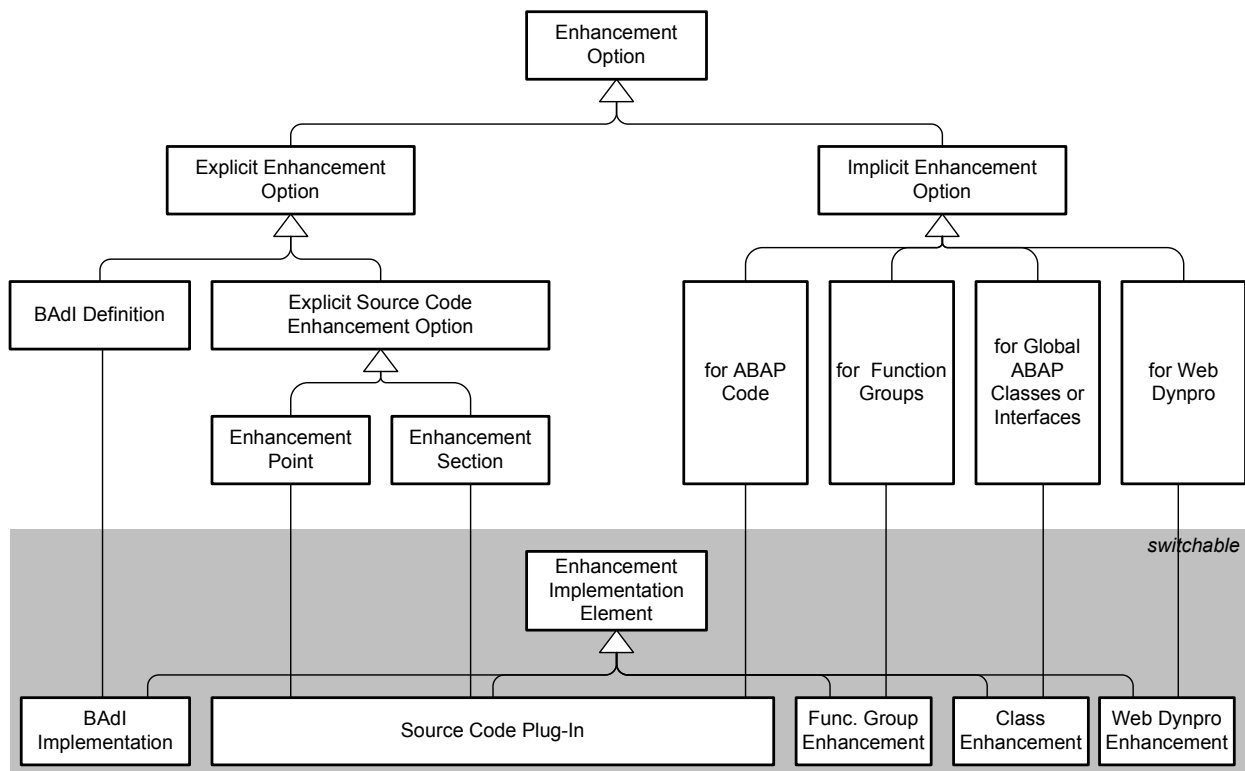 Enhancement
Option
Explicit Enhancement
Option
Implicit Enhancement
Option
BAdI Definition
Explicit Source Code
Enhancement Option
for ABAP
Code
for Function
Groups
for Global
ABAP
Classes or
Interfaces
for Web
Dynpro
Enhancement
Point
Enhancement
Section
switchable
Enhancement
Implementation
Element
BAdI
Implementation
Source Code Plug-In
Func. Group
Enhancement
Class
Enhancement
Web Dynpro
Enhancement